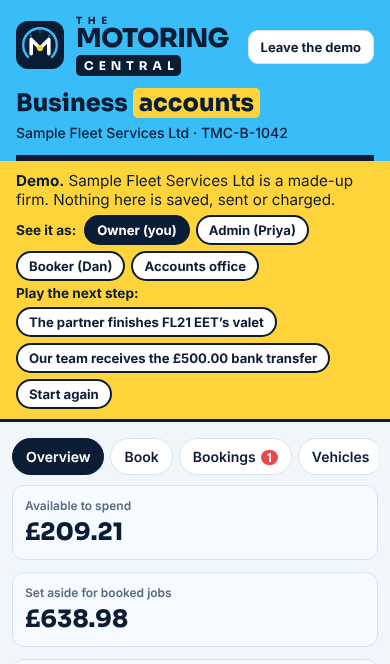 THE
MOTORING
CENTRAL
Leave the demo
Business accounts
Sample Fleet Services Ltd · TMC-B-1042
Demo. Sample Fleet Services Ltd is a made-up
firm. Nothing here is saved, sent or charged.
See it as: Owner (you) Admin (Priya)
Booker (Dan) Accounts office
Play the next step:
The partner finishes FL21 EET’s valet
Our team receives the £500.00 bank transfer
Start again
Overview Book Bookings 1 Vehicles
Available to spend
£209.21
Set aside for booked jobs
£638.98